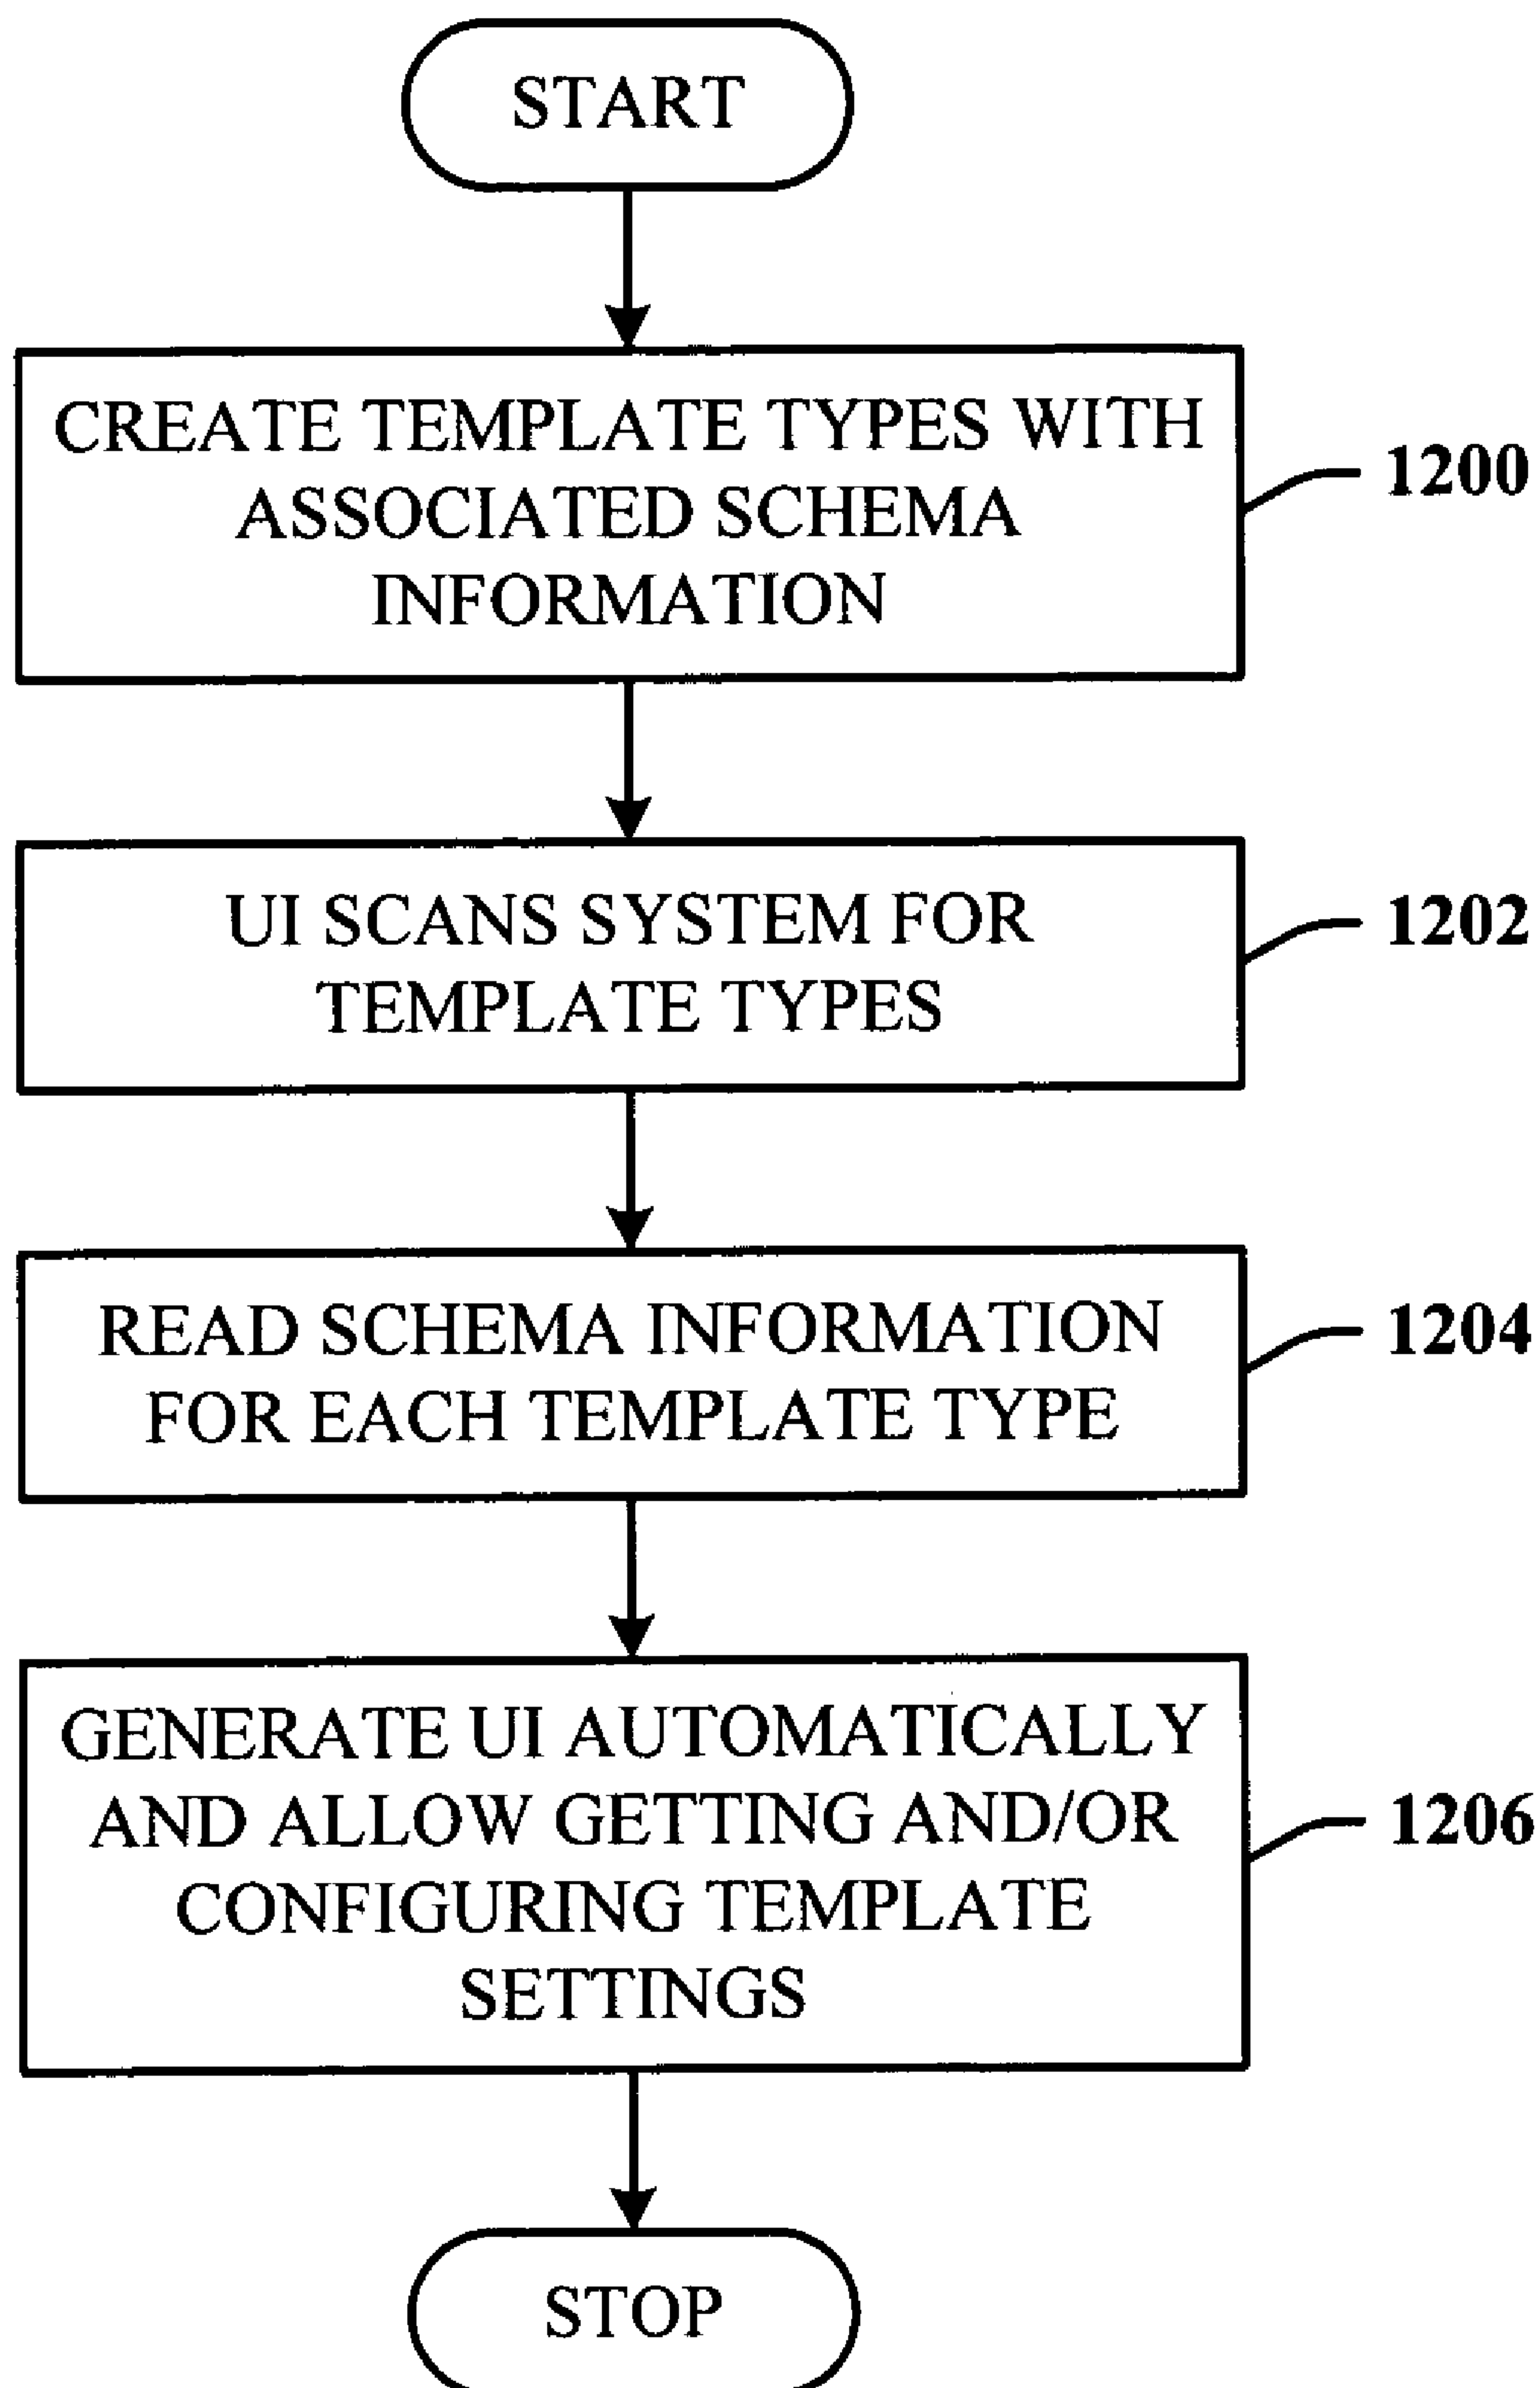 START
CREATE TEMPLATE TYPES WITH
ASSOCIATED SCHEMA
INFORMATION
1200
UI SCANS SYSTEM FOR
TEMPLATE TYPES
1202
READ SCHEMA INFORMATION
FOR EACH TEMPLATE TYPE
1204
GENERATE UI AUTOMATICALLY
AND ALLOW GETTING AND/OR
CONFIGURING TEMPLATE
SETTINGS
1206
STOP